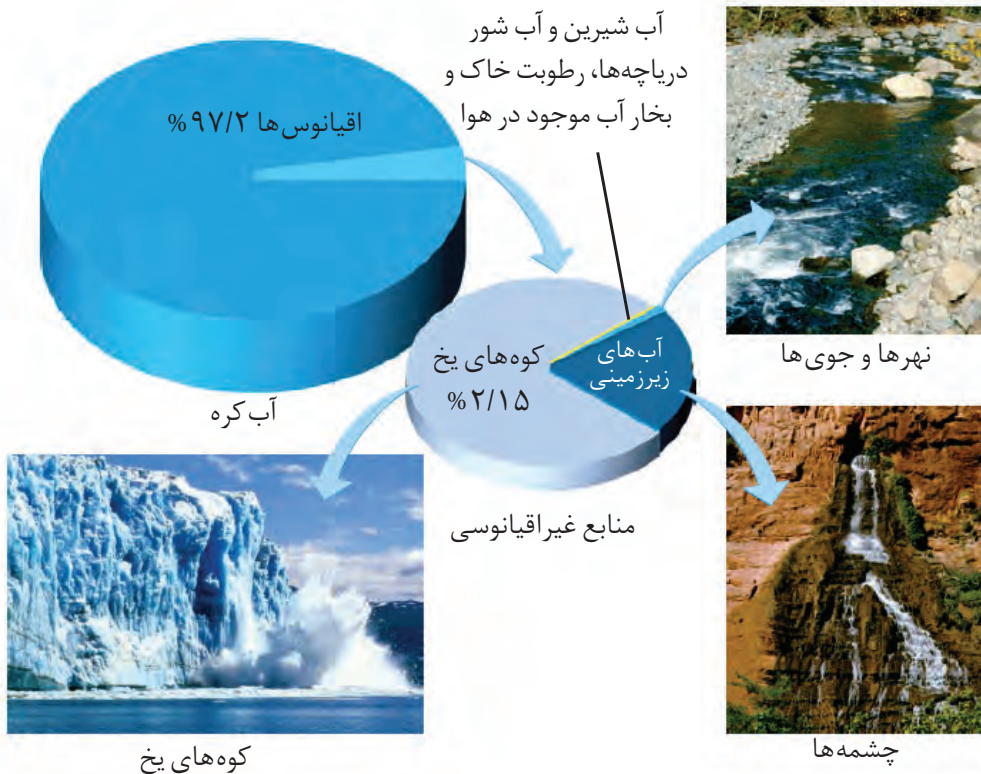 آب شیرین و آب شور
دریاچه‌ها، رطوبت خاک و
بخار آب موجود در هوا
اقیانوس‌ها ۹۷/۲ %
آب کره
نهرها و جوی‌ها
کوه‌های یخ
% ۲/۱۵
آب‌های
زیرزمینی
منابع غیراقیانوسی
کوه‌های یخ
چشمه‌ها